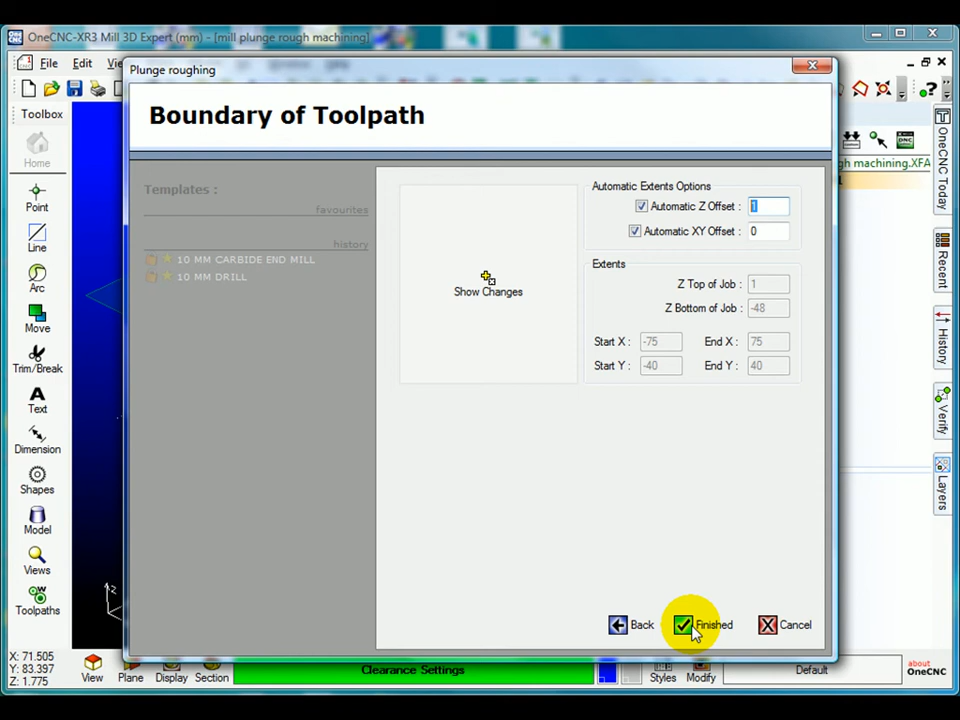 OneCNC-XR3 Mill 3D Expert (mm) - [mill plunge rough machining]
File Edit
Plunge roughing
Boundary of Toolpath
Toolbox
Home
Point
Line
Arc
Move
Trim/Break
Text
Dimension
Shapes
Model
Views
Toolpaths
Templates :
favourites
history
10 MM CARBIDE END MILL
10 MM DRILL
Show Changes
Automatic Extents Options
Automatic Z Offset : 1
Automatic XY Offset : 0
Extents
Z Top of Job : 1
Z Bottom of Job : -48
Start X : -75 End X : 75
Start Y : -40 End Y : 40
Back Finished Cancel
gh machining.XFA
OneCNC Today
Recent
History
Verify
Layers
Z
X: 71.505
Y: 83.397
Z: 1.775
View Plane Display Section
Clearance Settings
Styles Modify
Default
about
OneCNC